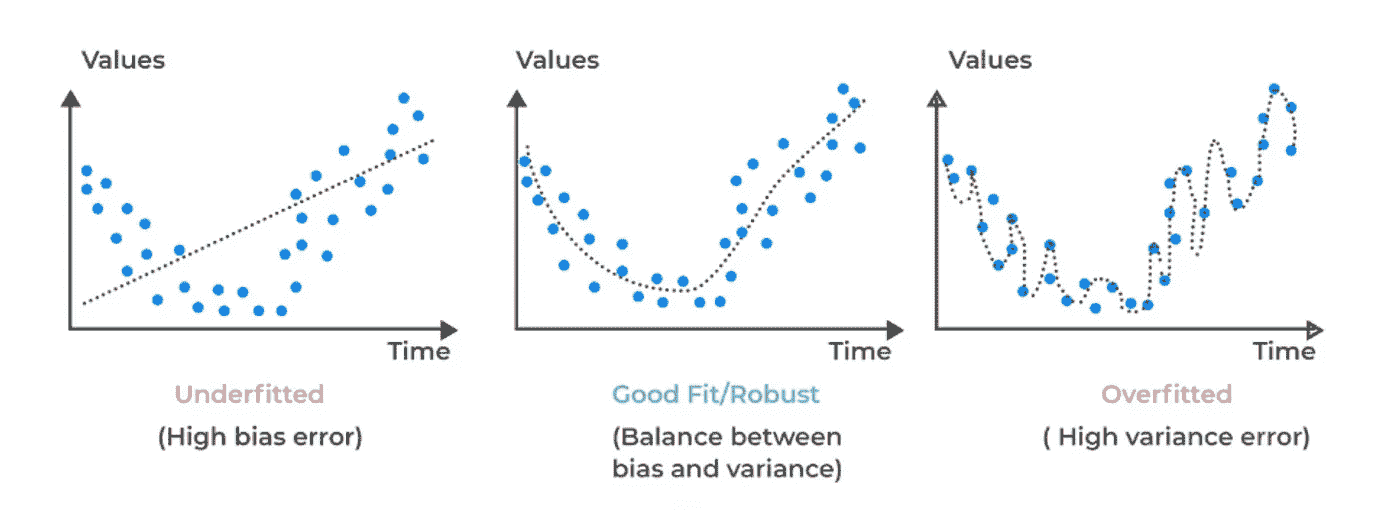 Values
Time
Underfitted
(High bias error)
Values
Time
Good Fit/Robust
(Balance between
bias and variance)
Values
Time
Overfitted
( High variance error)